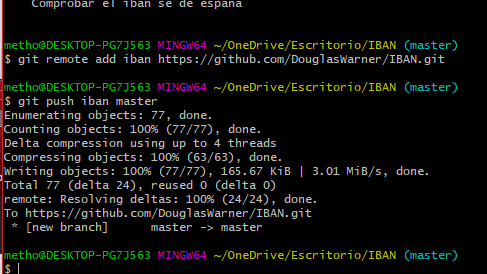 Comprobar el iban se de espana
metho@DESKTOP-PG7J563 MINGW64 ~/OneDrive/Escritorio/IBAN (master)
$ git remote add iban https://github.com/DouglasWarner/IBAN.git
metho@DESKTOP-PG7J563 MINGW64 ~/OneDrive/Escritorio/IBAN (master)
$ git push iban master
Enumerating objects: 77, done.
Counting objects: 100% (77/77), done.
Delta compression using up to 4 threads
Compressing objects: 100% (63/63), done.
Writing objects: 100% (77/77), 165.67 KiB | 3.01 MiB/s, done.
Total 77 (delta 24), reused 0 (delta 0)
remote: Resolving deltas: 100% (24/24), done.
To https://github.com/DouglasWarner/IBAN.git
 * [new branch]      master -> master
metho@DESKTOP-PG7J563 MINGW64 ~/OneDrive/Escritorio/IBAN (master)
$